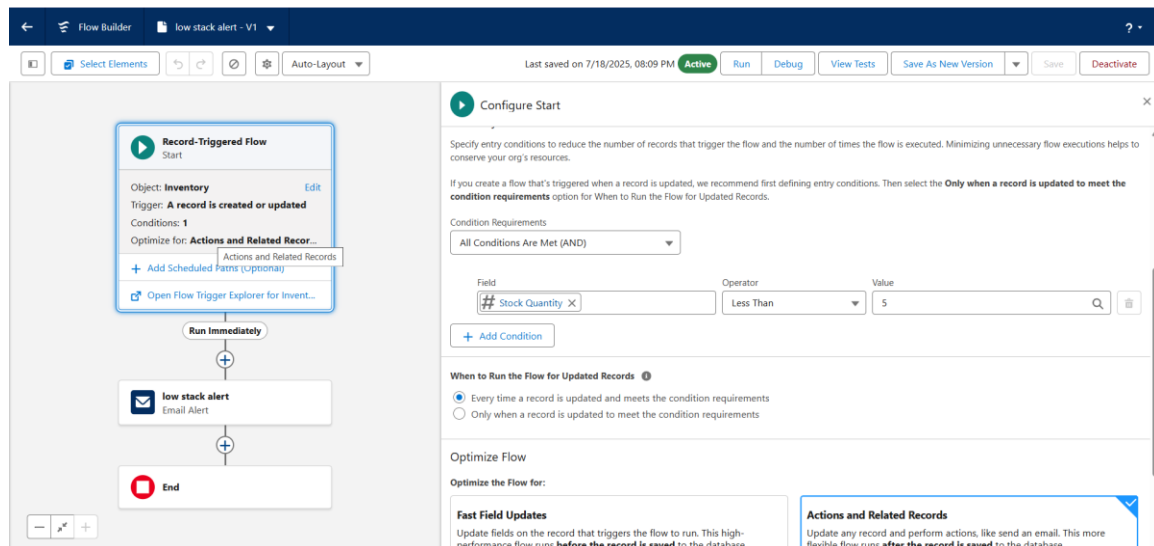 Flow Builder
low stack alert - V1
?
Select Elements
Auto-Layout
Last saved on 7/18/2025, 08:09 PM
Active
Run
Debug
View Tests
Save As New Version
Save
Deactivate
Record-Triggered Flow
Start
Object: Inventory
Edit
Trigger: A record is created or updated
Conditions: 1
Optimize for: Actions and Related Recor...
Actions and Related Records
+ Add Scheduled Paths (Optional)
Open Flow Trigger Explorer for Invent...
Run Immediately
low stack alert
Email Alert
End
Configure Start
Specify entry conditions to reduce the number of records that trigger the flow and the number of times the flow is executed. Minimizing unnecessary flow executions helps to
conserve your org's resources.
If you create a flow that's triggered when a record is updated, we recommend first defining entry conditions. Then select the Only when a record is updated to meet the
condition requirements option for When to Run the Flow for Updated Records.
Condition Requirements
All Conditions Are Met (AND)
Field
Operator
Value
# Stock Quantity ×
Less Than
5
+ Add Condition
When to Run the Flow for Updated Records
Every time a record is updated and meets the condition requirements
Only when a record is updated to meet the condition requirements
Optimize Flow
Optimize the Flow for:
Fast Field Updates
Update fields on the record that triggers the flow to run. This high-
performance flow runs before the record is saved to the database.
Actions and Related Records
Update any record and perform actions, like send an email. This more
flexible flow runs after the record is saved to the database.